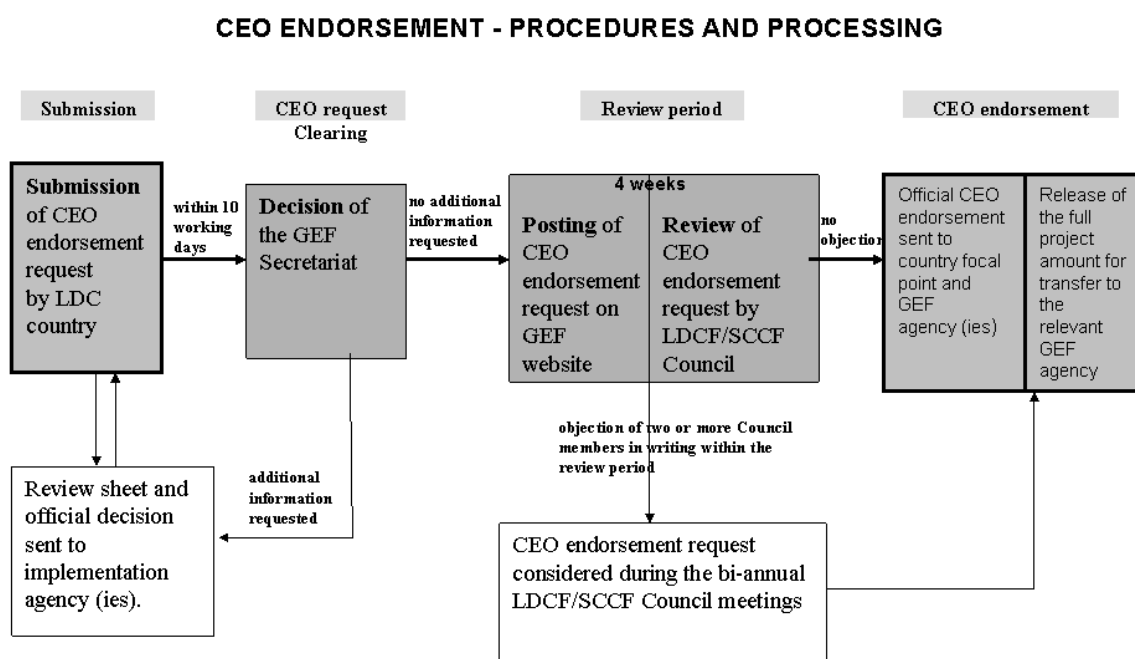 CEO ENDORSEMENT - PROCEDURES AND PROCESSING
Submission
CEO request
Clearing
Review period
CEO endorsement
Submission
of CEO
endorsement
request
by LDC
country
within 10
working
days
Decision of
the GEF
Secretariat
no additional
information
requested
4 weeks
Posting of
CEO
endorsement
request on
GEF
website
Review of
CEO
endorsement
request by
LDCF/SCCF
Council
no
objection
Official CEO
endorsement
sent to
country focal
point and
GEF
agency (ies)
Release of
the full
project
amount for
transfer to
the
relevant
GEF
agency
objection of two or more Council
members in writing within the
review period
additional
information
requested
Review sheet and
official decision
sent to
implementation
agency (ies).
CEO endorsement request
considered during the bi-annual
LDCF/SCCF Council meetings